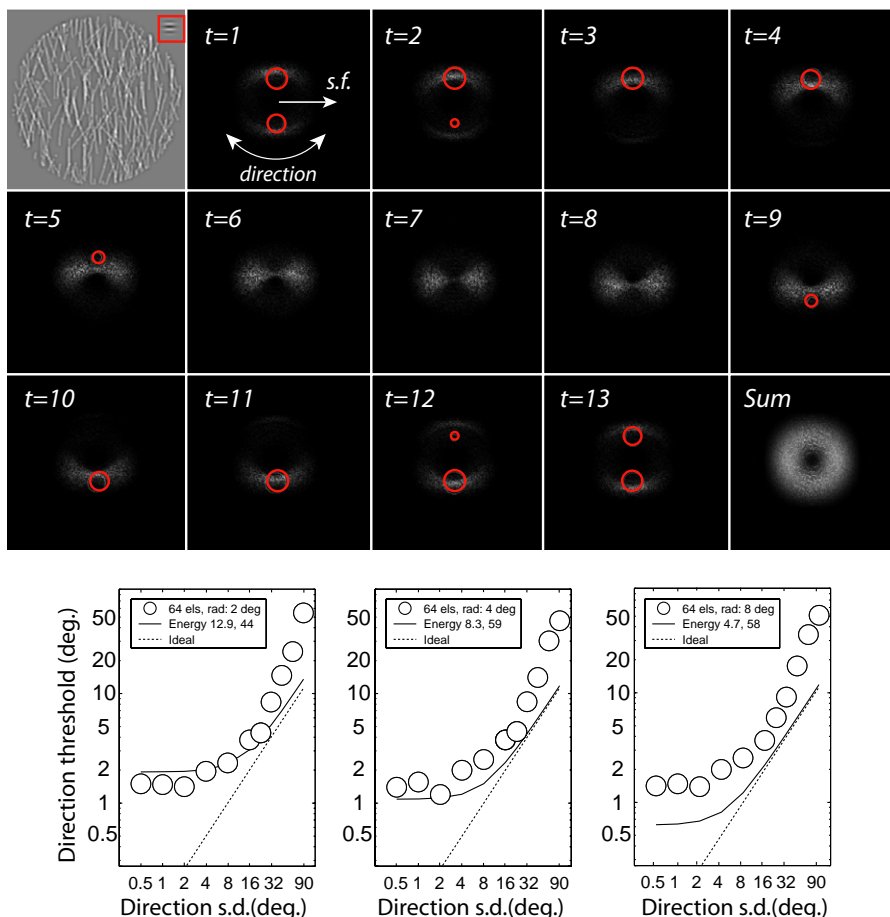 t=1
t=2
t=3
t=4
s.f.
direction
t=5
t=6
t=7
t=8
t=9
t=10
t=11
t=12
t=13
Sum
Direction threshold (deg.)
50
20
10
5
2
1
0.5
64 els, rad: 2 deg
Energy 12.9, 44
Ideal
0.5 1 2 4 8 16 32 90
Direction s.d.(deg.)
50
20
10
5
2
1
0.5
64 els, rad: 4 deg
Energy 8.3, 59
Ideal
0.5 1 2 4 8 16 32 90
Direction s.d.(deg.)
50
20
10
5
2
1
0.5
64 els, rad: 8 deg
Energy 4.7, 58
Ideal
0.5 1 2 4 8 16 32 90
Direction s.d.(deg.)